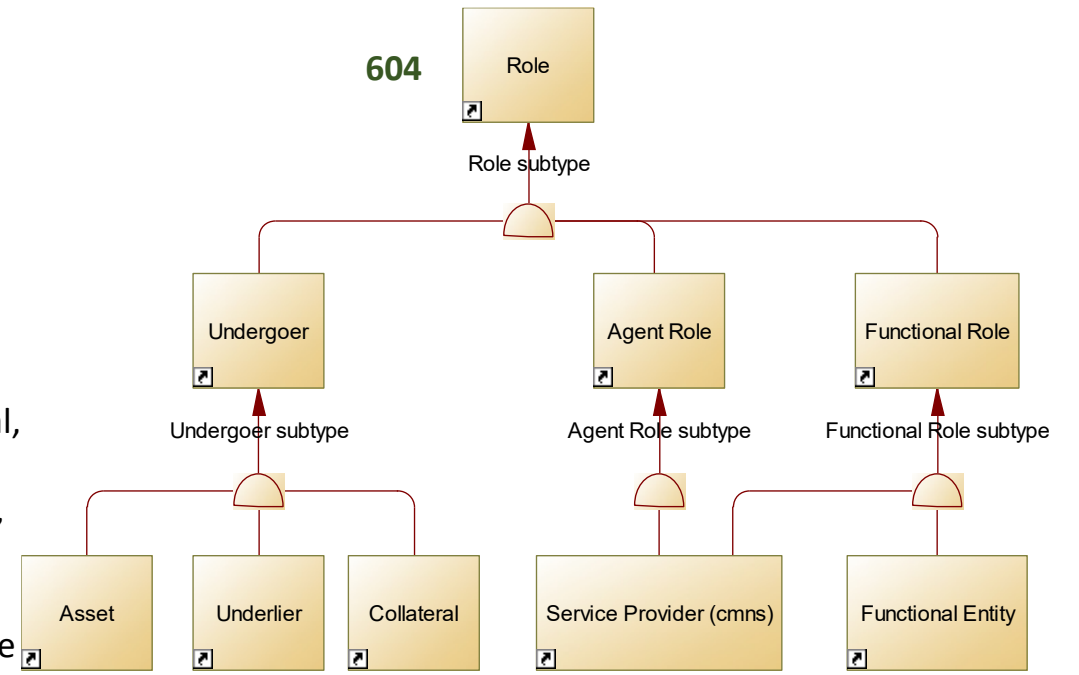 604
Role
Role subtype
Undergoer
Agent Role
Functional Role
Undergoer subtype
Agent Role subtype
Functional Role subtype
Asset
Underlier
Collateral
Service Provider (cmns)
Functional Entity